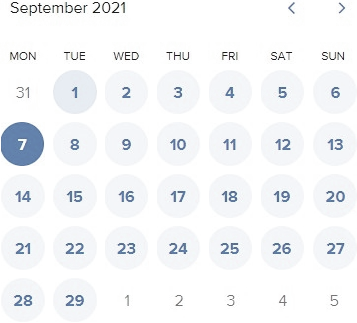 September 2021
MON TUE WED THU FRI SAT SUN
31 1 2 3 4 5 6
7 8 9 10 11 12 13
14 15 16 17 18 19 20
21 22 23 24 25 26 27
28 29 1 2 3 4 5